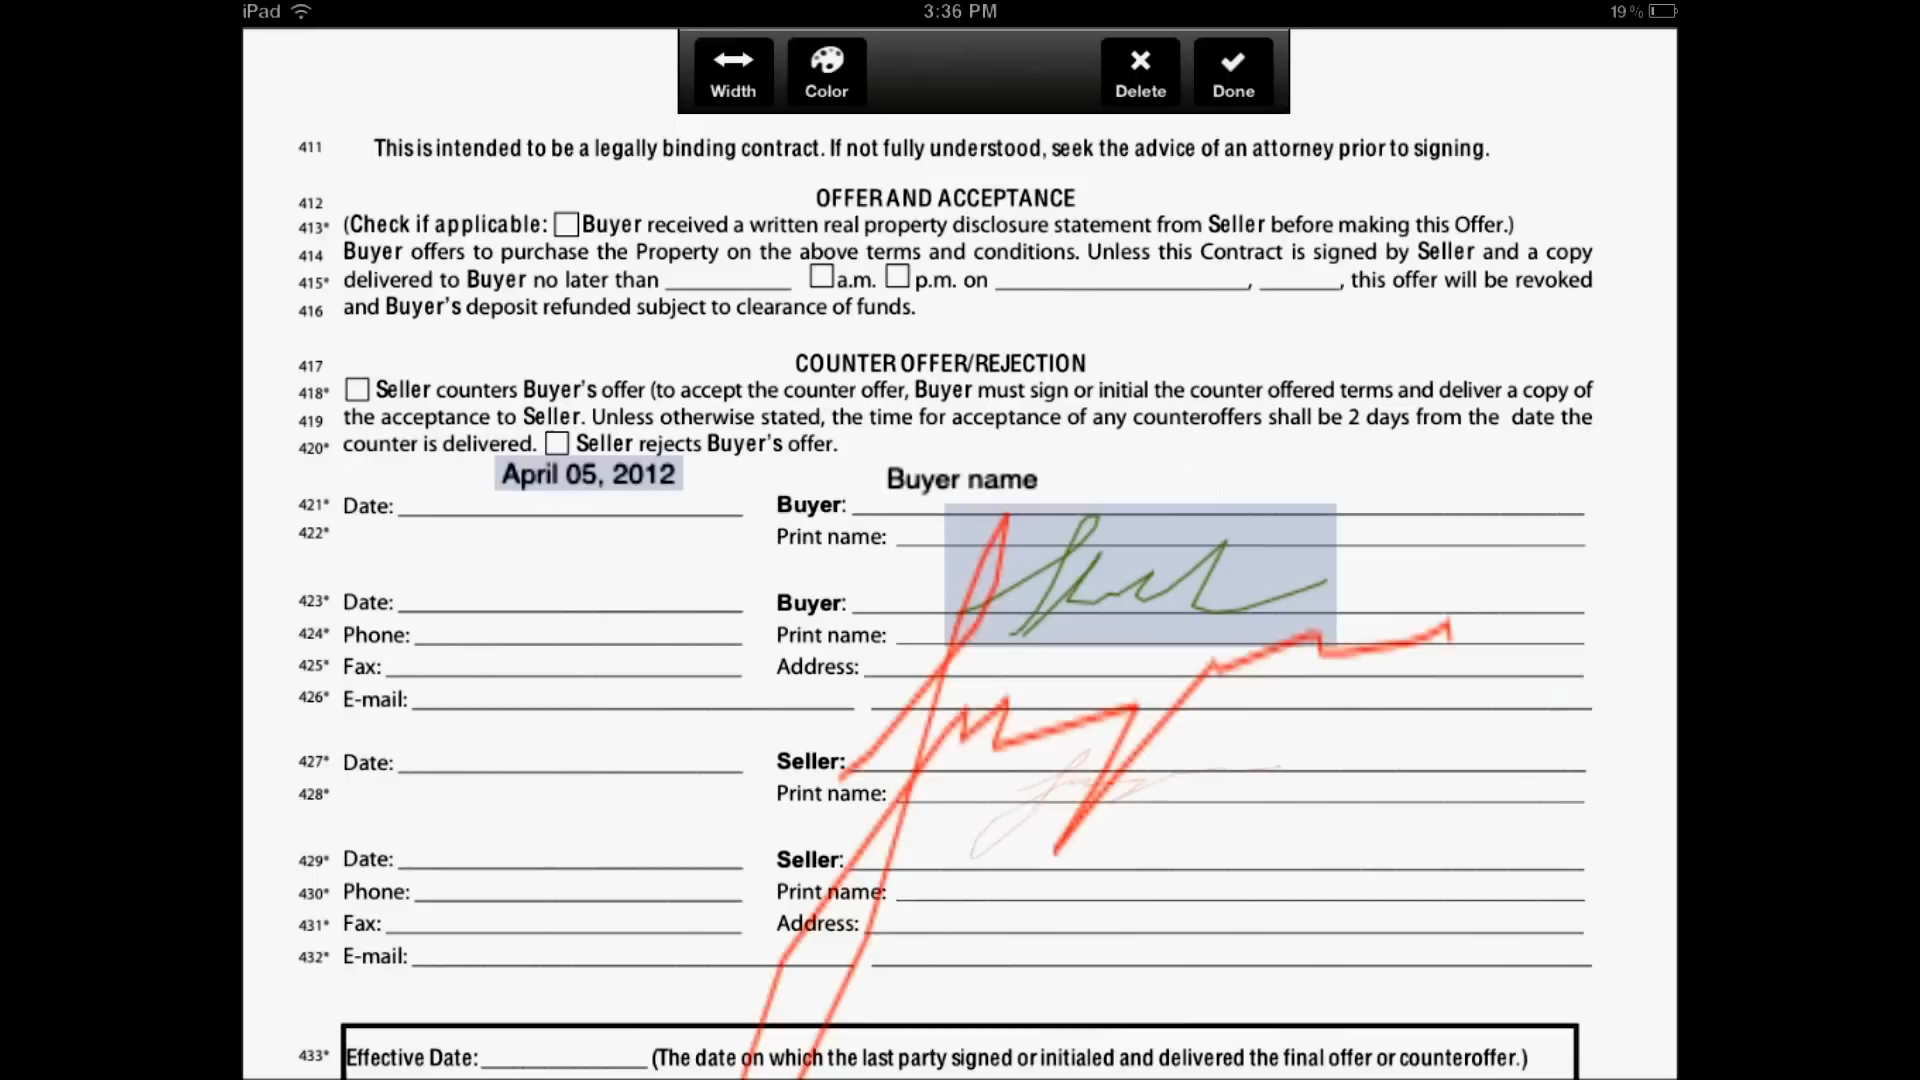 iPad 3:36 PM 19%
Width Color Delete Done
411 This is intended to be a legally binding contract. If not fully understood, seek the advice of an attorney prior to signing.
412 OFFER AND ACCEPTANCE
413* (Check if applicable: Buyer received a written real property disclosure statement from Seller before making this Offer.)
414 Buyer offers to purchase the Property on the above terms and conditions. Unless this Contract is signed by Seller and a copy
415* delivered to Buyer no later than ____________ a.m. p.m. on ________________________, ________, this offer will be revoked
416 and Buyer's deposit refunded subject to clearance of funds.
417 COUNTER OFFER/REJECTION
418* Seller counters Buyer's offer (to accept the counter offer, Buyer must sign or initial the counter offered terms and deliver a copy of
419 the acceptance to Seller. Unless otherwise stated, the time for acceptance of any counteroffers shall be 2 days from the date the
420* counter is delivered. Seller rejects Buyer's offer.
April 05, 2012 Buyer name
421* Date: Buyer:
422* Print name:
423* Date: Buyer:
424* Phone: Print name:
425* Fax: Address:
426* E-mail:
427* Date: Seller:
428* Print name:
429* Date: Seller:
430* Phone: Print name:
431* Fax: Address:
432* E-mail:
433* Effective Date: ________________ (The date on which the last party signed or initialed and delivered the final offer or counteroffer.)